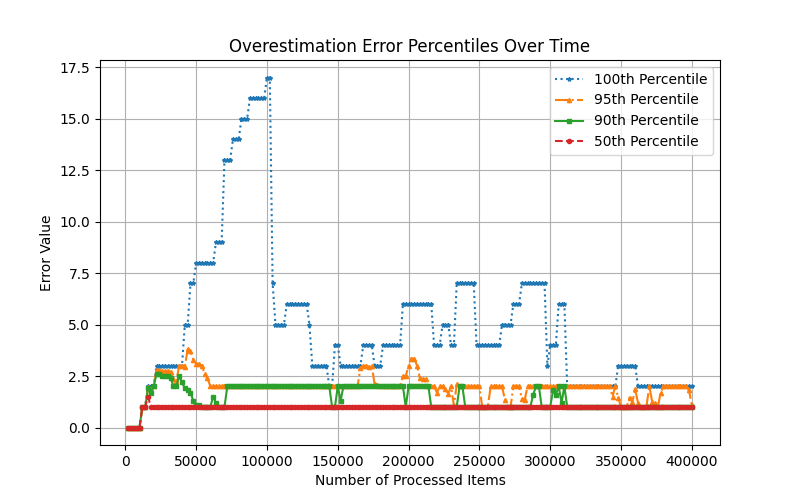 Overestimation Error Percentiles Over Time
17.5
15.0
12.5
10.0
7.5
5.0
2.5
0.0
Error Value
100th Percentile
95th Percentile
90th Percentile
50th Percentile
0
50000
100000
150000
200000
250000
300000
350000
400000
Number of Processed Items